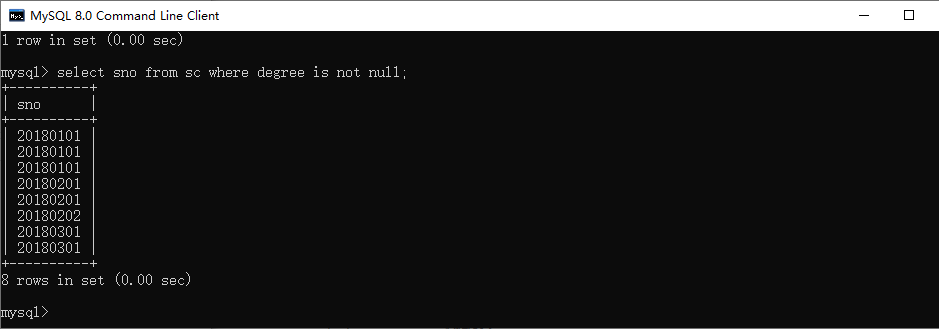 MySQL 8.0 Command Line Client
1 row in set (0.00 sec)
mysql> select sno from sc where degree is not null;
+----------+
| sno      |
+----------+
| 20180101 |
| 20180101 |
| 20180101 |
| 20180201 |
| 20180201 |
| 20180202 |
| 20180301 |
| 20180301 |
+----------+
8 rows in set (0.00 sec)
mysql>